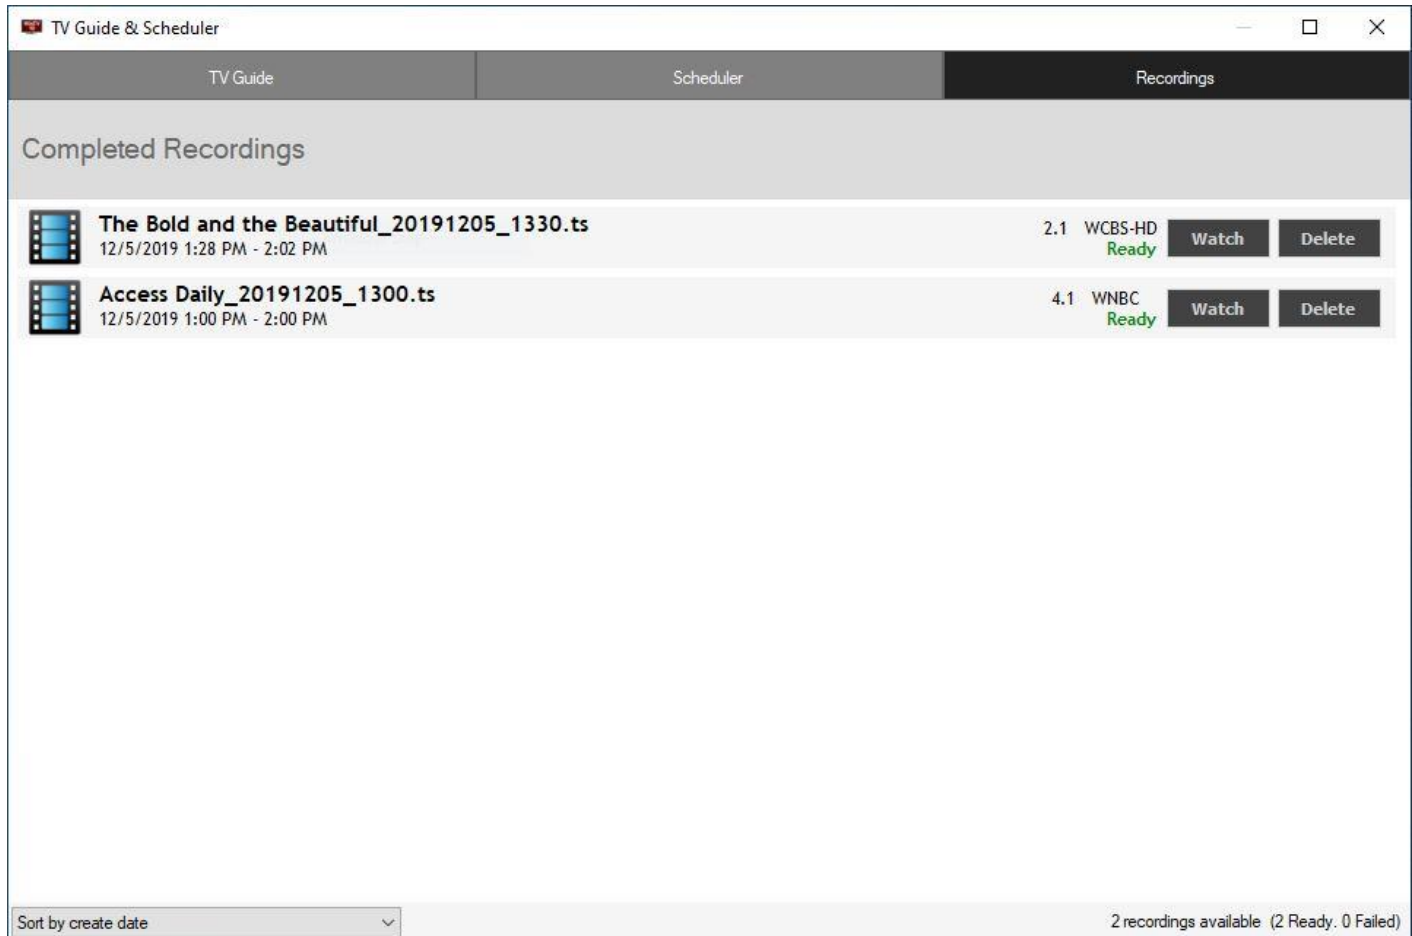 TV Guide & Scheduler
TV Guide
Scheduler
Recordings
Completed Recordings
The Bold and the Beautiful_20191205_1330.ts
12/5/2019 1:28 PM - 2:02 PM
2.1 WCBS-HD
Ready
Watch
Delete
Access Daily_20191205_1300.ts
12/5/2019 1:00 PM - 2:00 PM
4.1 WNBC
Ready
Watch
Delete
Sort by create date
2 recordings available (2 Ready. 0 Failed)